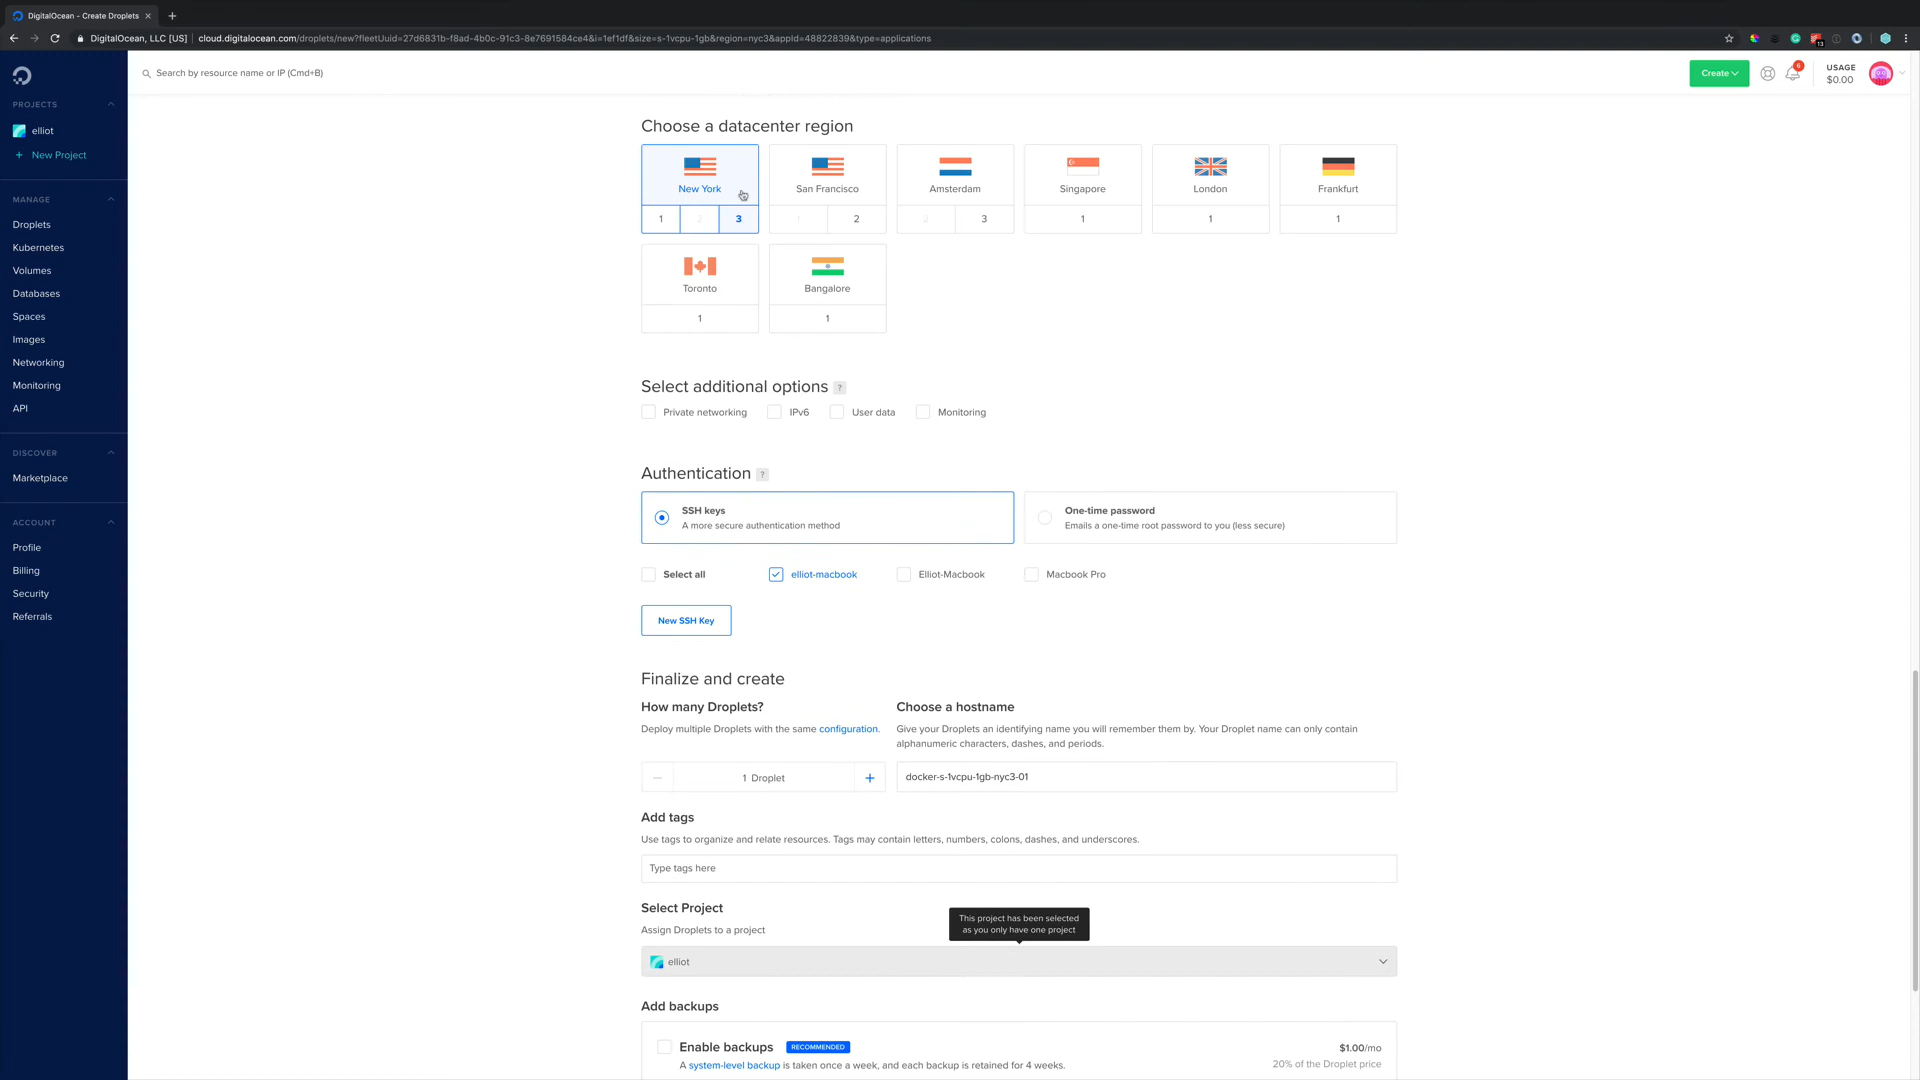 DigitalOcean - Create Droplets
DigitalOcean, LLC [US]
cloud.digitalocean.com/droplets/new?fleetUuid=27d6831b-f8ad-4b0c-91c3-8e7691584ce4&i=1ef1df&size=s-1vcpu-1gb&region=nyc3&appId=48822839&type=applications
13
Search by resource name or IP (Cmd+B)
Create
6
USAGE
$0.00
PROJECTS
elliot
+ New Project
MANAGE
Droplets
Kubernetes
Volumes
Databases
Spaces
Images
Networking
Monitoring
API
DISCOVER
Marketplace
ACCOUNT
Profile
Billing
Security
Referrals
Choose a datacenter region
New York
1 2 3
San Francisco
1 2
Amsterdam
2 3
Singapore
1
London
1
Frankfurt
1
Toronto
1
Bangalore
1
Select additional options ?
Private networking IPv6 User data Monitoring
Authentication ?
SSH keys
A more secure authentication method
One-time password
Emails a one-time root password to you (less secure)
Select all elliot-macbook Elliot-Macbook Macbook Pro
New SSH Key
Finalize and create
How many Droplets?
Deploy multiple Droplets with the same configuration.
1 Droplet
Choose a hostname
Give your Droplets an identifying name you will remember them by. Your Droplet name can only contain
alphanumeric characters, dashes, and periods.
docker-s-1vcpu-1gb-nyc3-01
Add tags
Use tags to organize and relate resources. Tags may contain letters, numbers, colons, dashes, and underscores.
Type tags here
Select Project
Assign Droplets to a project
This project has been selected
as you only have one project
elliot
Add backups
Enable backups RECOMMENDED
A system-level backup is taken once a week, and each backup is retained for 4 weeks.
$1.00/mo
20% of the Droplet price